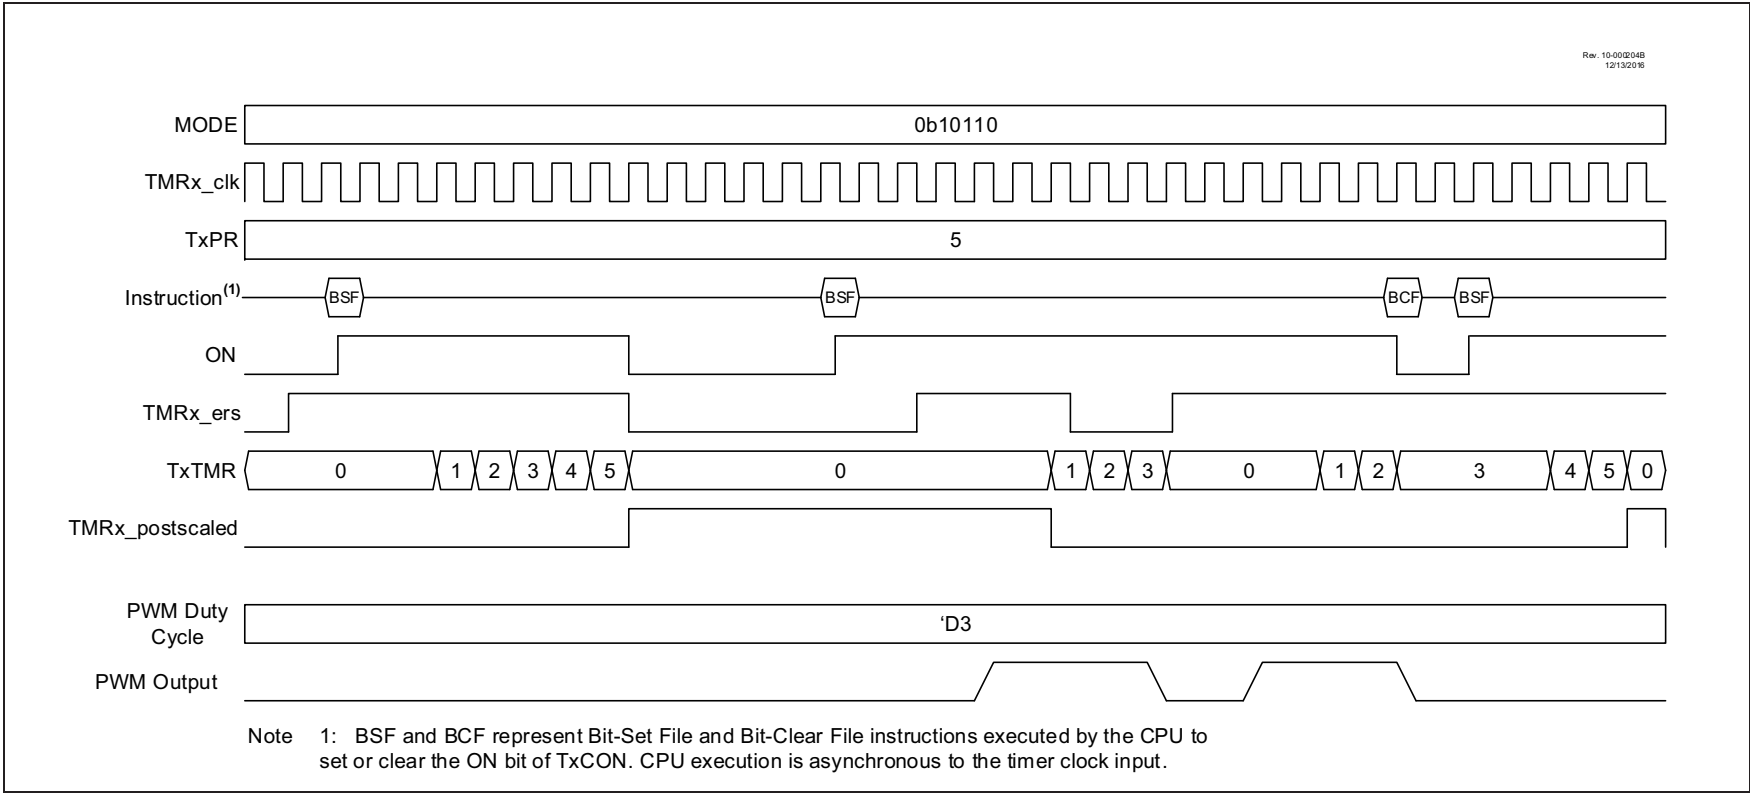 Rev. 10-000204B
12/13/2016
MODE 0b10110
TMRx_clk
TxPR 5
Instruction(1) BSF BSF BCF BSF
ON
TMRx_ers
TxTMR 0 1 2 3 4 5 0 1 2 3 0 1 2 3 4 5 0
TMRx_postscaled
PWM Duty
Cycle
‘D3
PWM Output
Note 1: BSF and BCF represent Bit-Set File and Bit-Clear File instructions executed by the CPU to
set or clear the ON bit of TxCON. CPU execution is asynchronous to the timer clock input.